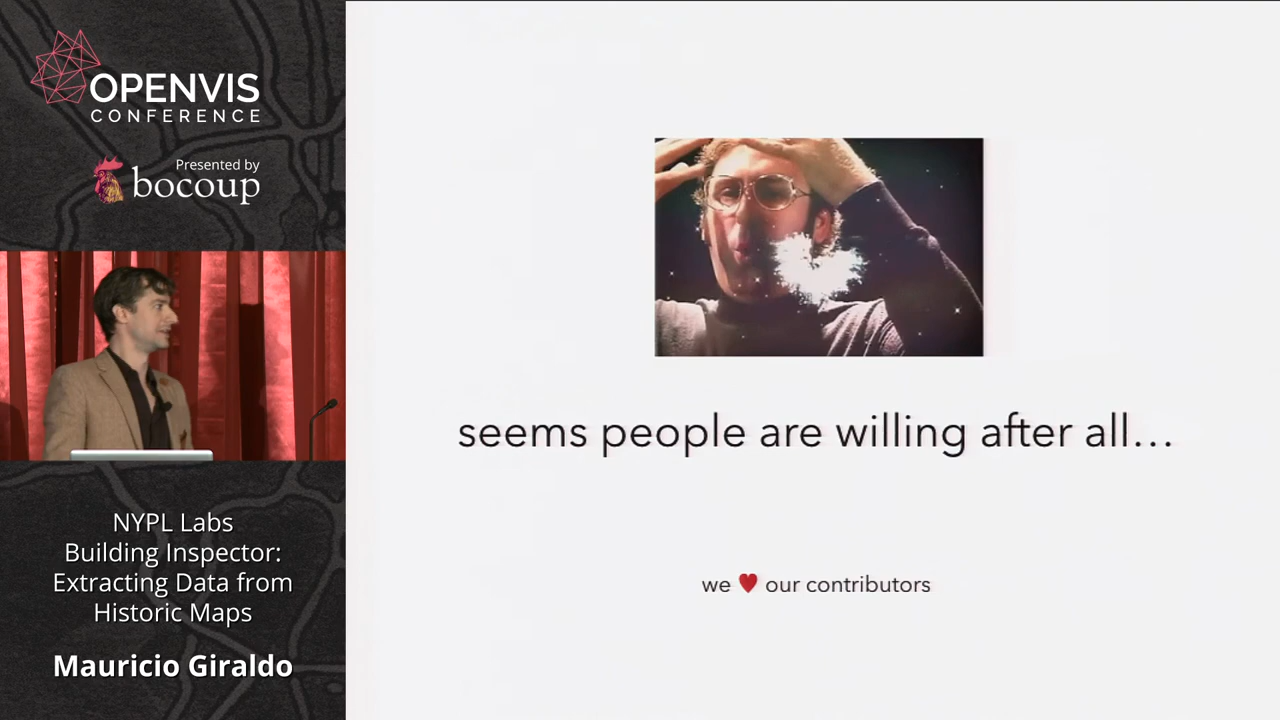 OPENVIS
CONFERENCE
Presented by
bocoup
NYPL Labs
Building Inspector:
Extracting Data from
Historic Maps
Mauricio Giraldo
seems people are willing after all...
we ♥ our contributors